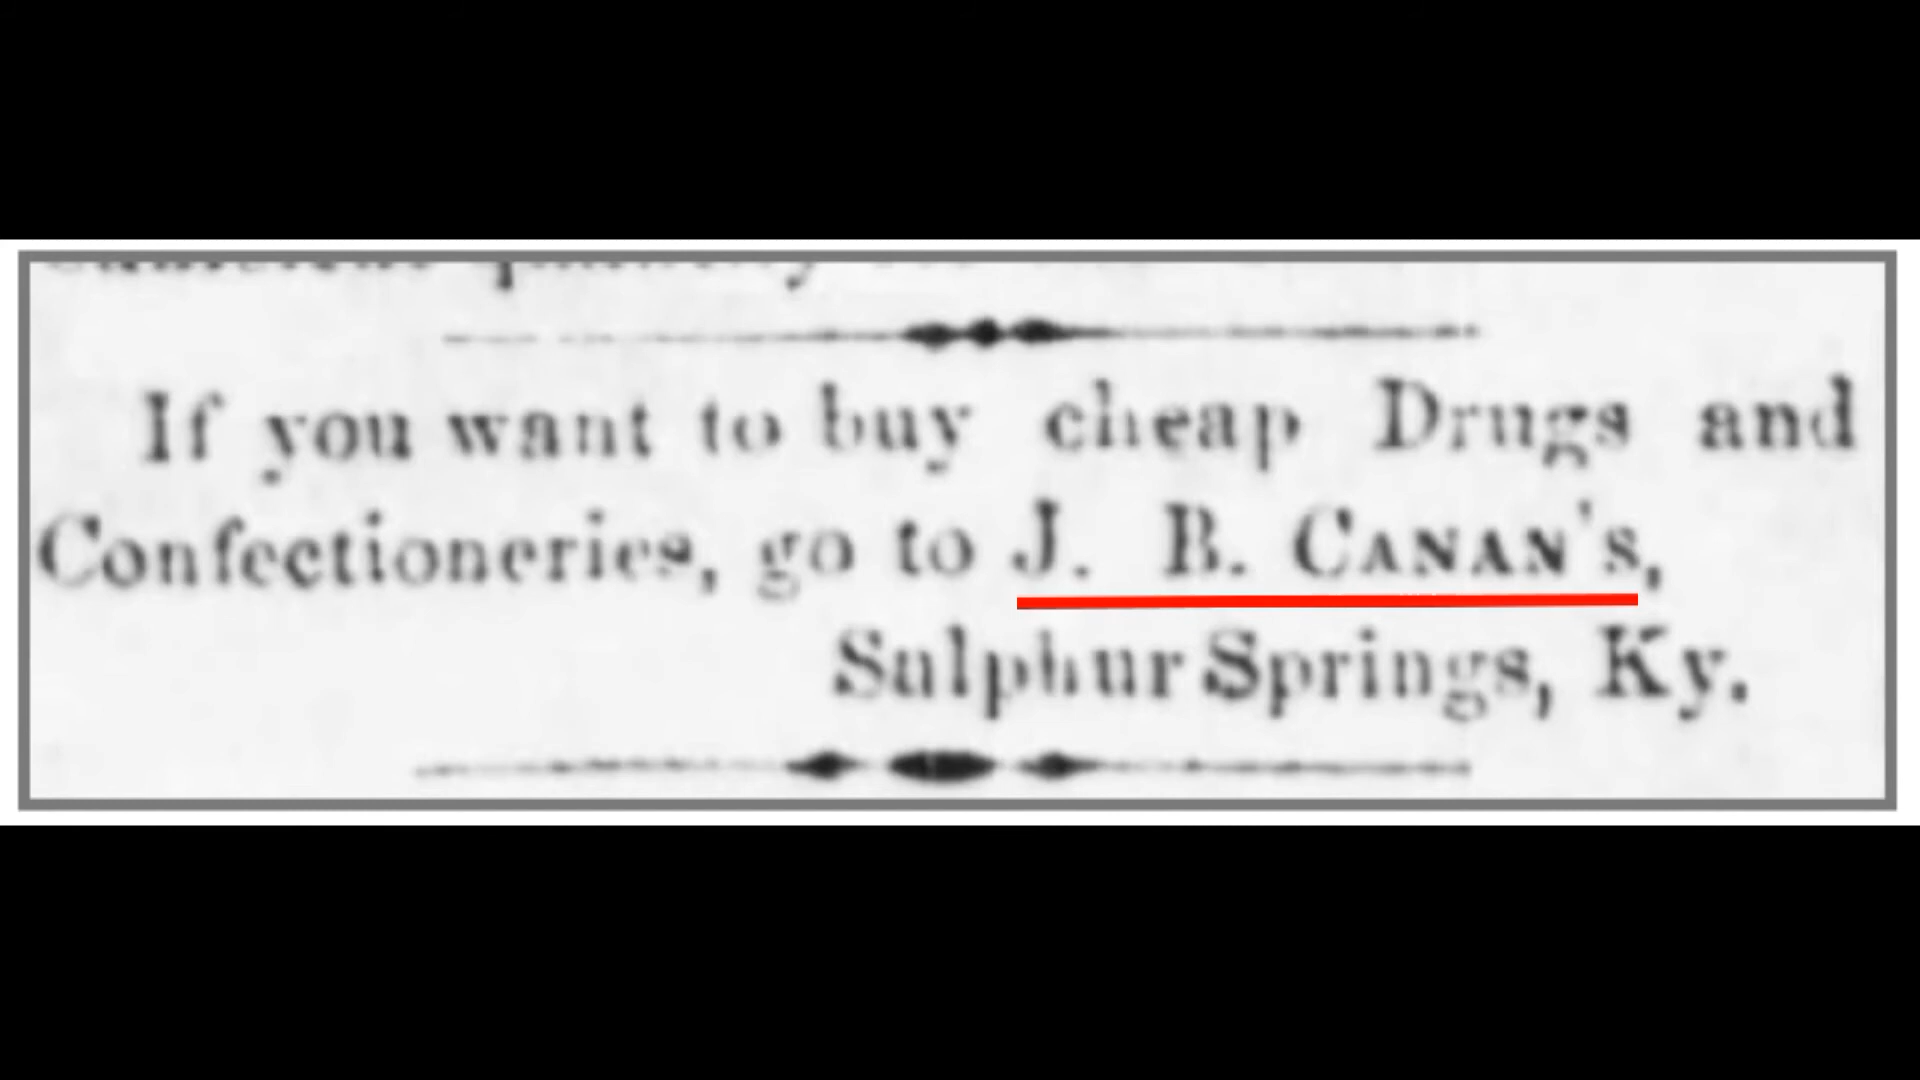 If you want to buy cheap Drugs and
Confectioneries, go to J. B. CANAN'S,
Sulphur Springs, Ky.